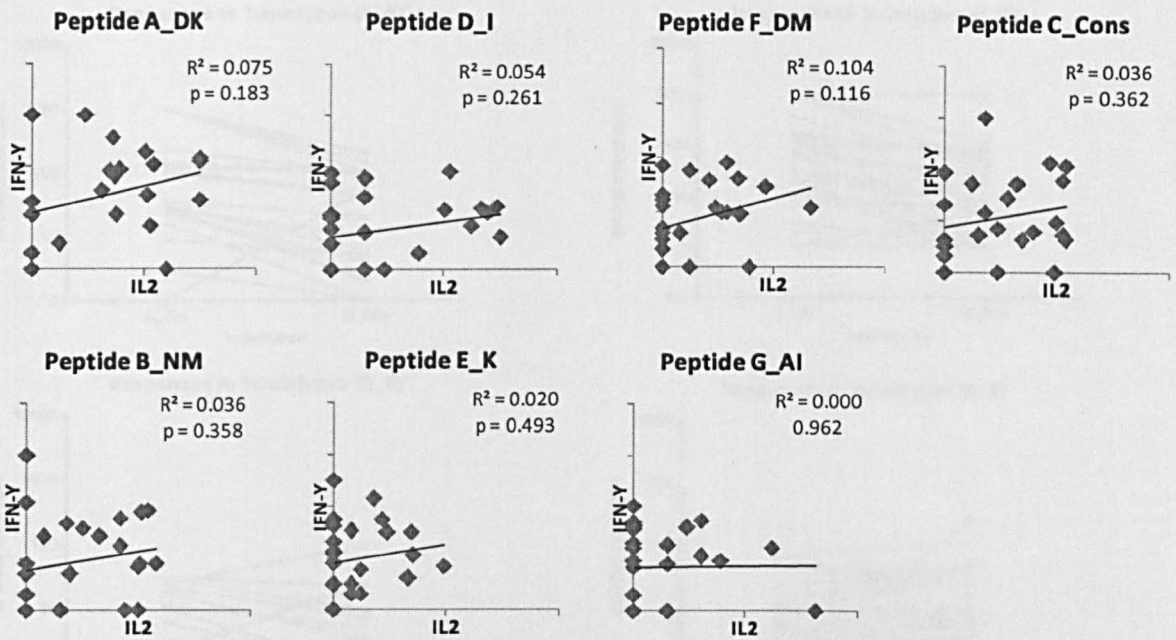 Peptide A_DK
R² = 0.075
p = 0.183
IFN-Y
IL2
Peptide D_I
R² = 0.054
p = 0.261
IFN-Y
IL2
Peptide F_DM
R² = 0.104
p = 0.116
IFN-Y
IL2
Peptide C_Cons
R² = 0.036
p = 0.362
IFN-Y
IL2
Peptide B_NM
R² = 0.036
p = 0.358
IFN-Y
IL2
Peptide E_K
R² = 0.020
p = 0.493
IFN-Y
IL2
Peptide G_AI
R² = 0.000
0.962
IFN-Y
IL2